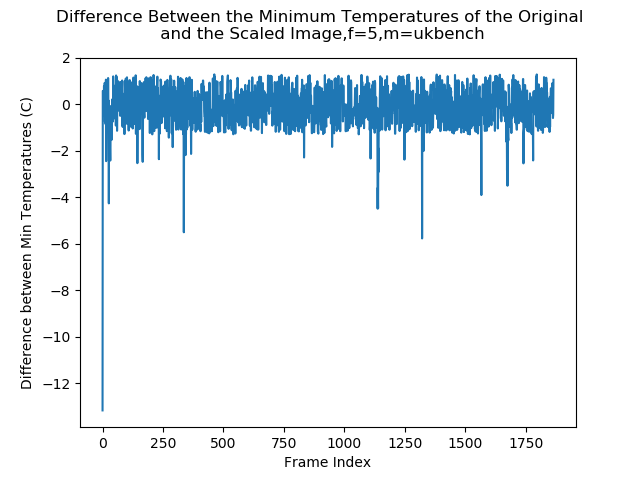 Difference Between the Minimum Temperatures of the Original
and the Scaled Image,f=5,m=ukbench
2
0
−2
−4
−6
−8
−10
−12
Difference between Min Temperatures (C)
0 250 500 750 1000 1250 1500 1750
Frame Index